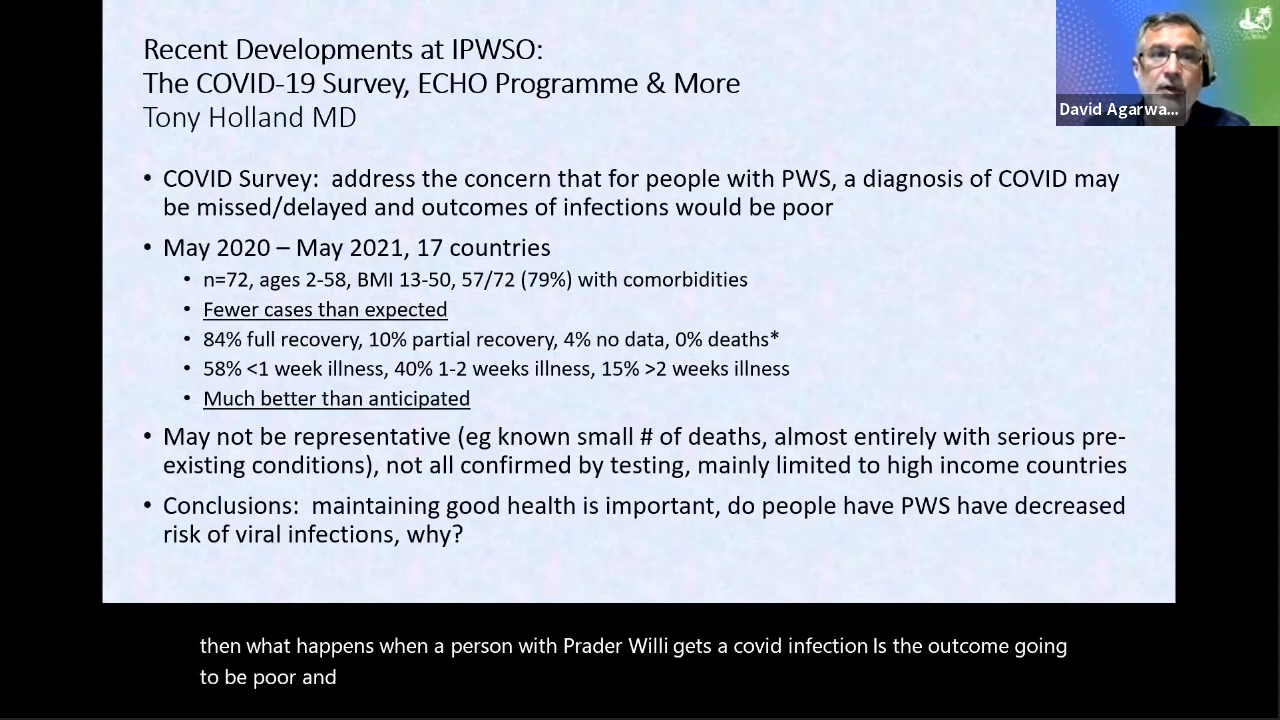 Recent Developments at IPWSO:
The COVID-19 Survey, ECHO Programme & More
Tony Holland MD
David Agarwa...
• COVID Survey: address the concern that for people with PWS, a diagnosis of COVID may
be missed/delayed and outcomes of infections would be poor
• May 2020 – May 2021, 17 countries
• n=72, ages 2-58, BMI 13-50, 57/72 (79%) with comorbidities
• Fewer cases than expected
• 84% full recovery, 10% partial recovery, 4% no data, 0% deaths*
• 58% <1 week illness, 40% 1-2 weeks illness, 15% >2 weeks illness
• Much better than anticipated
• May not be representative (eg known small # of deaths, almost entirely with serious pre-
existing conditions), not all confirmed by testing, mainly limited to high income countries
• Conclusions: maintaining good health is important, do people have PWS have decreased
risk of viral infections, why?
then what happens when a person with Prader Willi gets a covid infection Is the outcome going
to be poor and